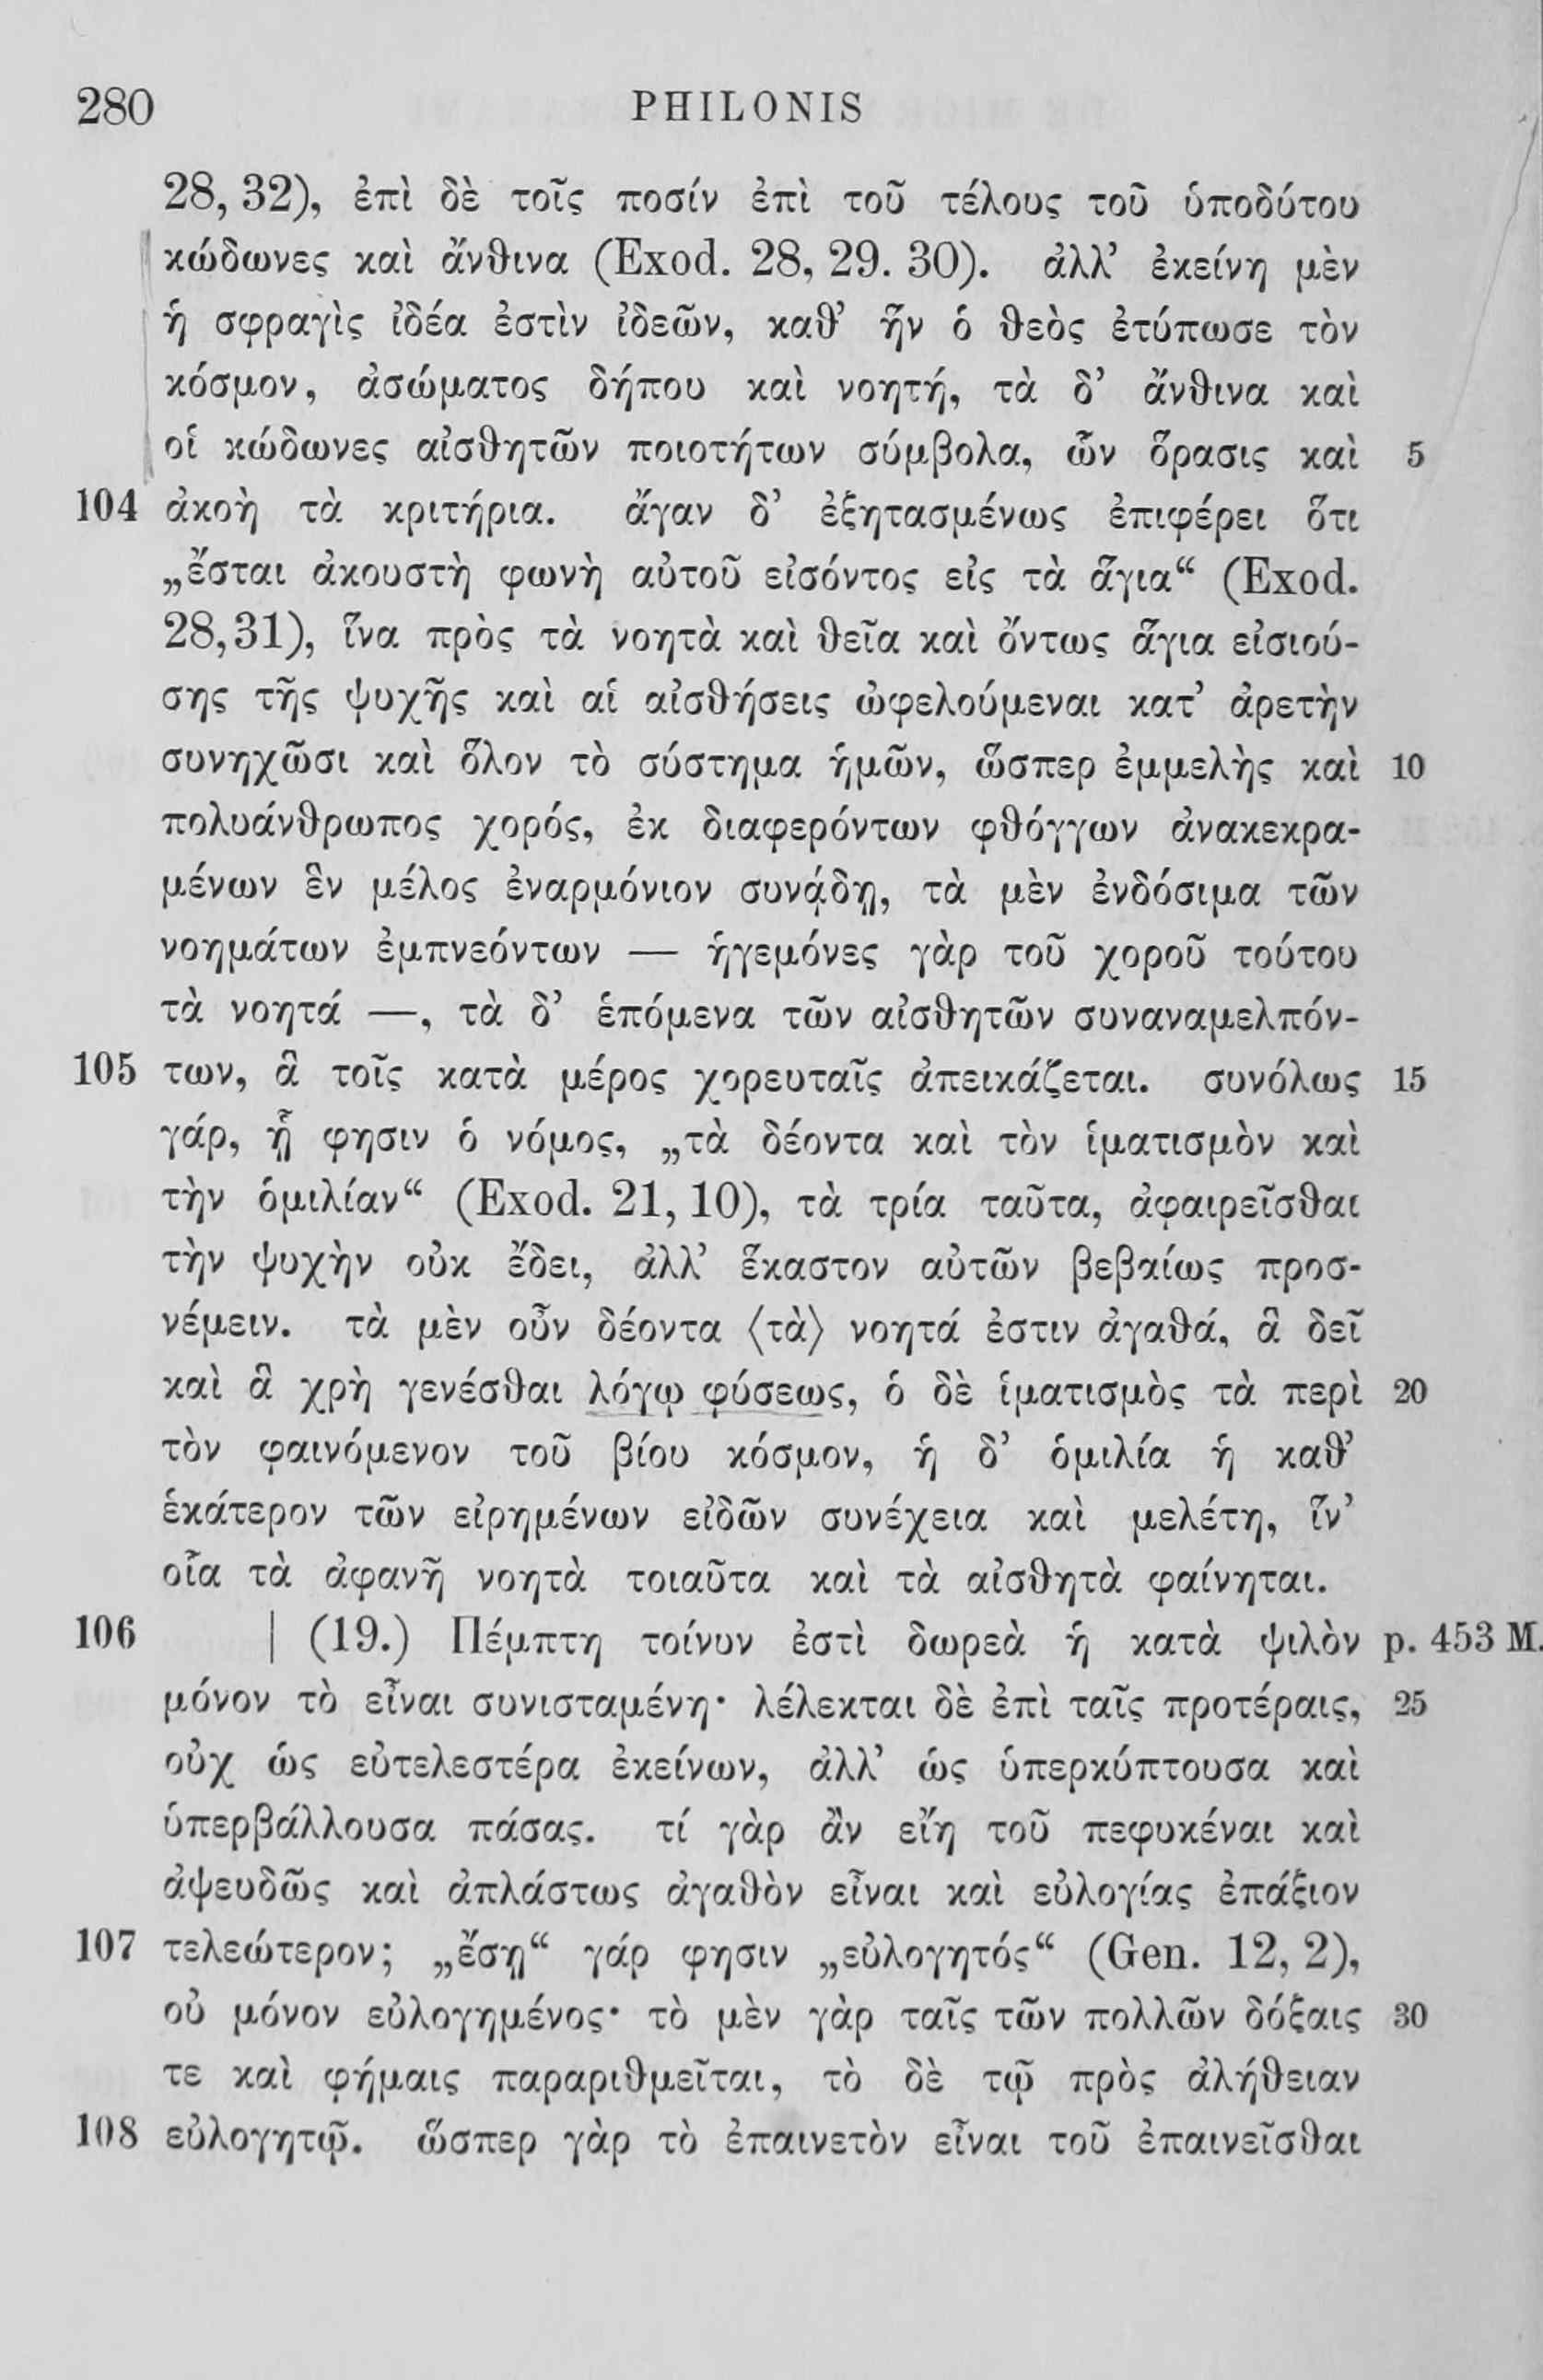 280 PHILONIS
28, 32), ἐπὶ δὲ τοῖς ποσίν ἐπὶ τοῦ τέλους τοῦ ὑποδύτου
κώδωνες καὶ ἄνθινα (Exod. 28, 29. 30). ἀλλ’ ἐκείνη μὲν
ἡ σφραγὶς ἰδέα ἐστὶν ἰδεῶν, καθ’ ἣν ὁ θεὸς ἐτύπωσε τὸν
κόσμον, ἀσώματος δήπου καὶ νοητή, τὰ δ’ ἄνθινα καὶ
οἱ κώδωνες αἰσθητῶν ποιοτήτων σύμβολα, ὧν ὅρασις καὶ 5
104 ἀκοὴ τὰ κριτήρια. ἄγαν δ’ ἐξητασμένως ἐπιφέρει ὅτι
„ἔσται ἀκουστὴ φωνὴ αὐτοῦ εἰσόντος εἰς τὰ ἅγια“ (Exod.
28,31), ἵνα πρὸς τὰ νοητὰ καὶ θεῖα καὶ ὄντως ἅγια εἰσιού-
σης τῆς ψυχῆς καὶ αἱ αἰσθήσεις ὠφελούμεναι κατ’ ἀρετὴν
συνηχῶσι καὶ ὅλον τὸ σύστημα ἡμῶν, ὥσπερ ἐμμελὴς καὶ 10
πολυάνθρωπος χορός, ἐκ διαφερόντων φθόγγων ἀνακεκρα-
μένων ἓν μέλος ἐναρμόνιον συνᾴδῃ, τὰ μὲν ἐνδόσιμα τῶν
νοημάτων ἐμπνεόντων — ἡγεμόνες γὰρ τοῦ χοροῦ τούτου
τὰ νοητά —, τὰ δ’ ἑπόμενα τῶν αἰσθητῶν συναναμελπόν-
105 των, ἃ τοῖς κατὰ μέρος χορευταῖς ἀπεικάζεται. συνόλως 15
γάρ, ᾗ φησιν ὁ νόμος, „τὰ δέοντα καὶ τὸν ἱματισμὸν καὶ
τὴν ὁμιλίαν“ (Exod. 21, 10), τὰ τρία ταῦτα, ἀφαιρεῖσθαι
τὴν ψυχὴν οὐκ ἔδει, ἀλλ’ ἕκαστον αὐτῶν βεβαίως προσ-
νέμειν. τὰ μὲν οὖν δέοντα ⟨τὰ⟩ νοητά ἐστιν ἀγαθά, ἃ δεῖ
καὶ ἃ χρὴ γενέσθαι λόγῳ φύσεως, ὁ δὲ ἱματισμὸς τὰ περὶ 20
τὸν φαινόμενον τοῦ βίου κόσμον, ἡ δ’ ὁμιλία ἡ καθ’
ἑκάτερον τῶν εἰρημένων εἰδῶν συνέχεια καὶ μελέτη, ἵν’
οἷα τὰ ἀφανῆ νοητὰ τοιαῦτα καὶ τὰ αἰσθητὰ φαίνηται.
106 | (19.) Πέμπτη τοίνυν ἐστὶ δωρεὰ ἡ κατὰ ψιλὸν p. 453 M.
μόνον τὸ εἶναι συνισταμένη· λέλεκται δὲ ἐπὶ ταῖς προτέραις, 25
οὐχ ὡς εὐτελεστέρα ἐκείνων, ἀλλ’ ὡς ὑπερκύπτουσα καὶ
ὑπερβάλλουσα πάσας. τί γὰρ ἂν εἴη τοῦ πεφυκέναι καὶ
ἀψευδῶς καὶ ἀπλάστως ἀγαθὸν εἶναι καὶ εὐλογίας ἐπάξιον
107 τελεώτερον; „ἔσῃ“ γάρ φησιν „εὐλογητός“ (Gen. 12, 2),
οὐ μόνον εὐλογημένος· τὸ μὲν γὰρ ταῖς τῶν πολλῶν δόξαις 30
τε καὶ φήμαις παραριθμεῖται, τὸ δὲ τῷ πρὸς ἀλήθειαν
108 εὐλογητῷ. ὥσπερ γὰρ τὸ ἐπαινετὸν εἶναι τοῦ ἐπαινεῖσθαι